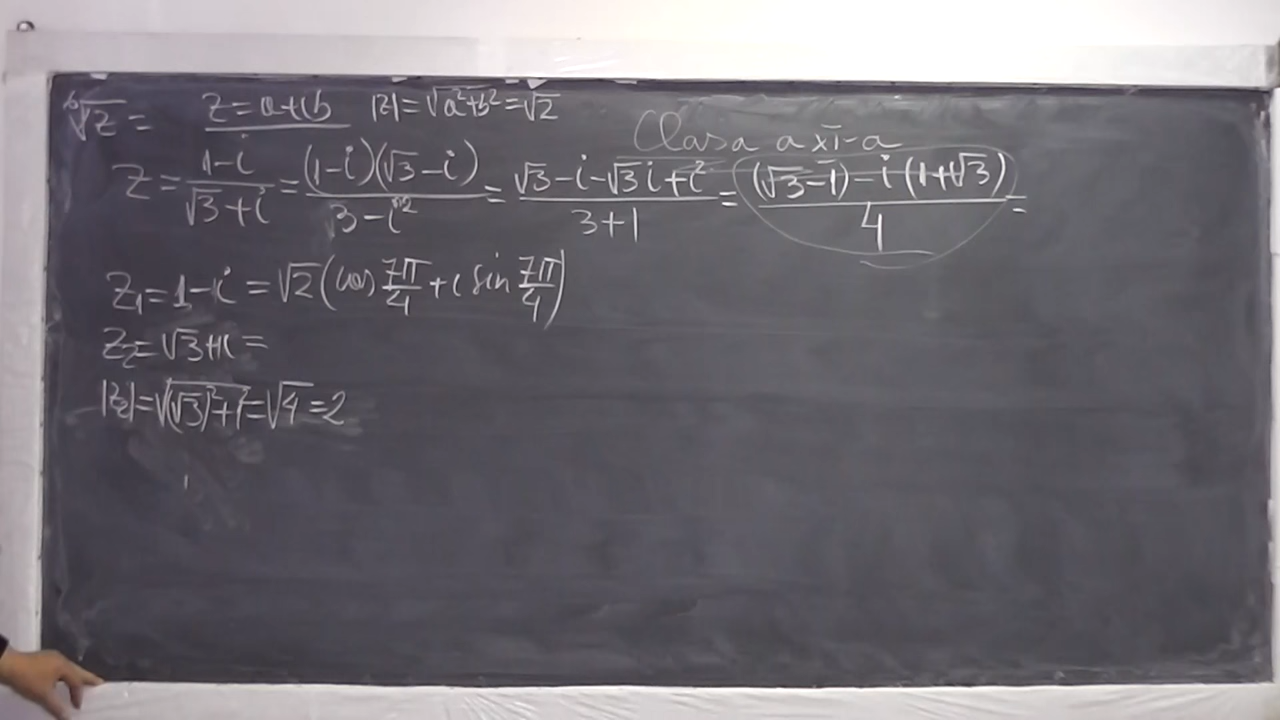 ⁶√z =   z = a+ib   |z| = √(a²+b²) = √2
Clasa a XI-a
z = (1-i)/(√3+i) = (1-i)(√3-i)/(3-i²) = (√3-i-√3i+i²)/(3+1) = ((√3-1)-i(1+√3))/4 =
z₁ = 1-i = √2(cos 7π/4 + i sin 7π/4)
z₂ = √3+i =
|z₂| = √((√3)²+1²) = √4 = 2